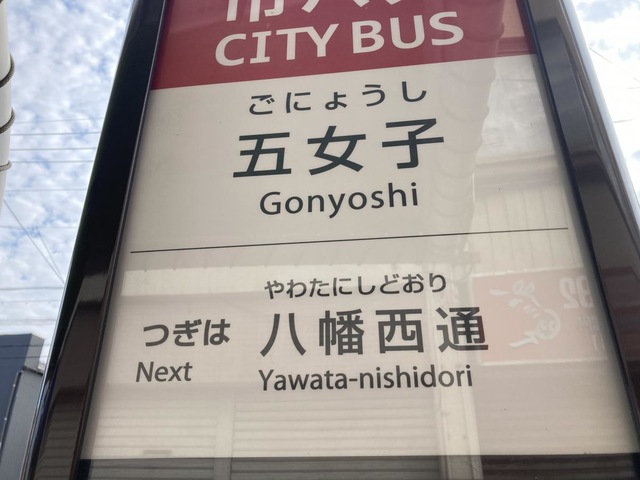 CITY BUS
ごにょうし
五女子
Gonyoshi
やわたにしどおり
つぎは 八幡西通
Next Yawata-nishidori